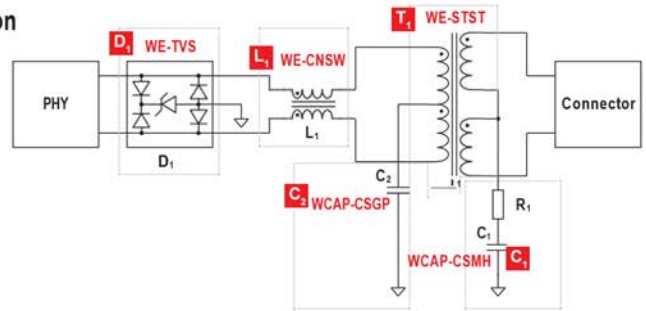 on
D1 WE-TVS
L1 WE-CNSW
T1 WE-STST
PHY
Connector
D1
L1
C2
C2 WCAP-CSGP
R1
C1
WCAP-CSMH C1